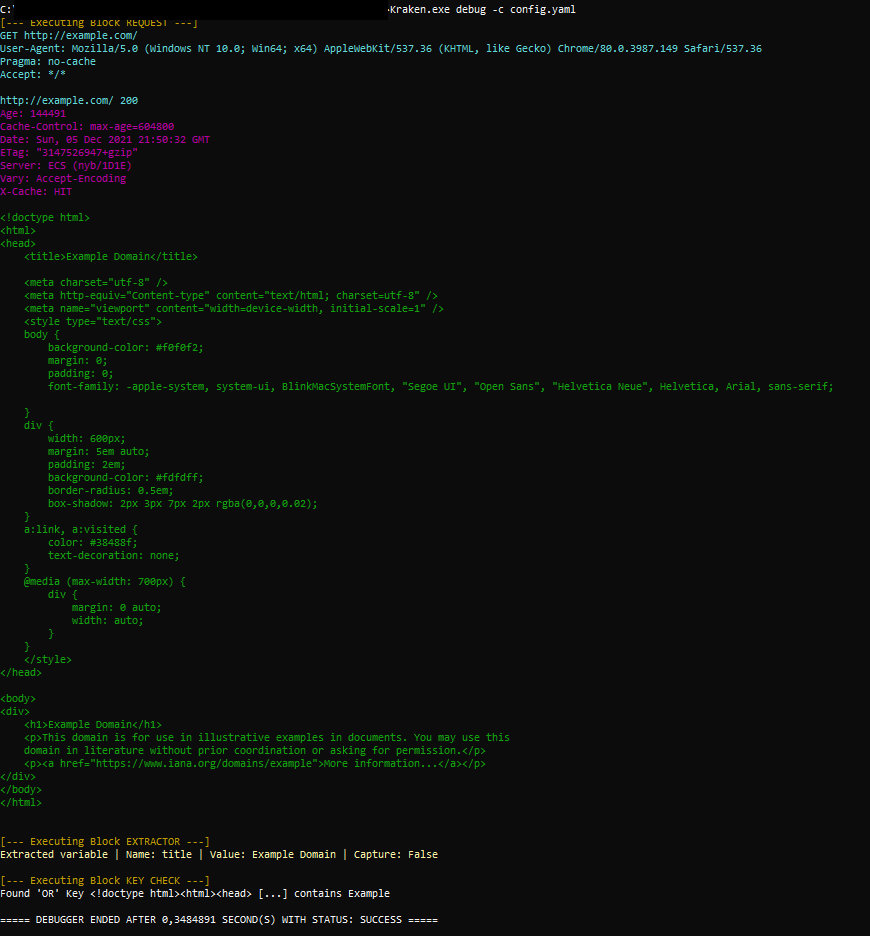 C:\
Kraken.exe debug -c config.yaml
[--- Executing Block REQUEST ---]
GET http://example.com/
User-Agent: Mozilla/5.0 (Windows NT 10.0; Win64; x64) AppleWebKit/537.36 (KHTML, like Gecko) Chrome/80.0.3987.149 Safari/537.36
Pragma: no-cache
Accept: */*
http://example.com/ 200
Age: 144491
Cache-Control: max-age=604800
Date: Sun, 05 Dec 2021 21:50:32 GMT
ETag: "3147526947+gzip"
Server: ECS (nyb/1D1E)
Vary: Accept-Encoding
X-Cache: HIT
<!doctype html>
<html>
<head>
    <title>Example Domain</title>
    <meta charset="utf-8" />
    <meta http-equiv="Content-type" content="text/html; charset=utf-8" />
    <meta name="viewport" content="width=device-width, initial-scale=1" />
    <style type="text/css">
    body {
        background-color: #f0f0f2;
        margin: 0;
        padding: 0;
        font-family: -apple-system, system-ui, BlinkMacSystemFont, "Segoe UI", "Open Sans", "Helvetica Neue", Helvetica, Arial, sans-serif;
    }
    div {
        width: 600px;
        margin: 5em auto;
        padding: 2em;
        background-color: #fdfdff;
        border-radius: 0.5em;
        box-shadow: 2px 3px 7px 2px rgba(0,0,0,0.02);
    }
    a:link, a:visited {
        color: #38488f;
        text-decoration: none;
    }
    @media (max-width: 700px) {
        div {
            margin: 0 auto;
            width: auto;
        }
    }
    </style>
</head>
<body>
<div>
    <h1>Example Domain</h1>
    <p>This domain is for use in illustrative examples in documents. You may use this
    domain in literature without prior coordination or asking for permission.</p>
    <p><a href="https://www.iana.org/domains/example">More information...</a></p>
</div>
</body>
</html>
[--- Executing Block EXTRACTOR ---]
Extracted variable | Name: title | Value: Example Domain | Capture: False
[--- Executing Block KEY CHECK ---]
Found 'OR' Key <!doctype html><html><head> [...] contains Example
===== DEBUGGER ENDED AFTER 0,3484891 SECOND(S) WITH STATUS: SUCCESS =====